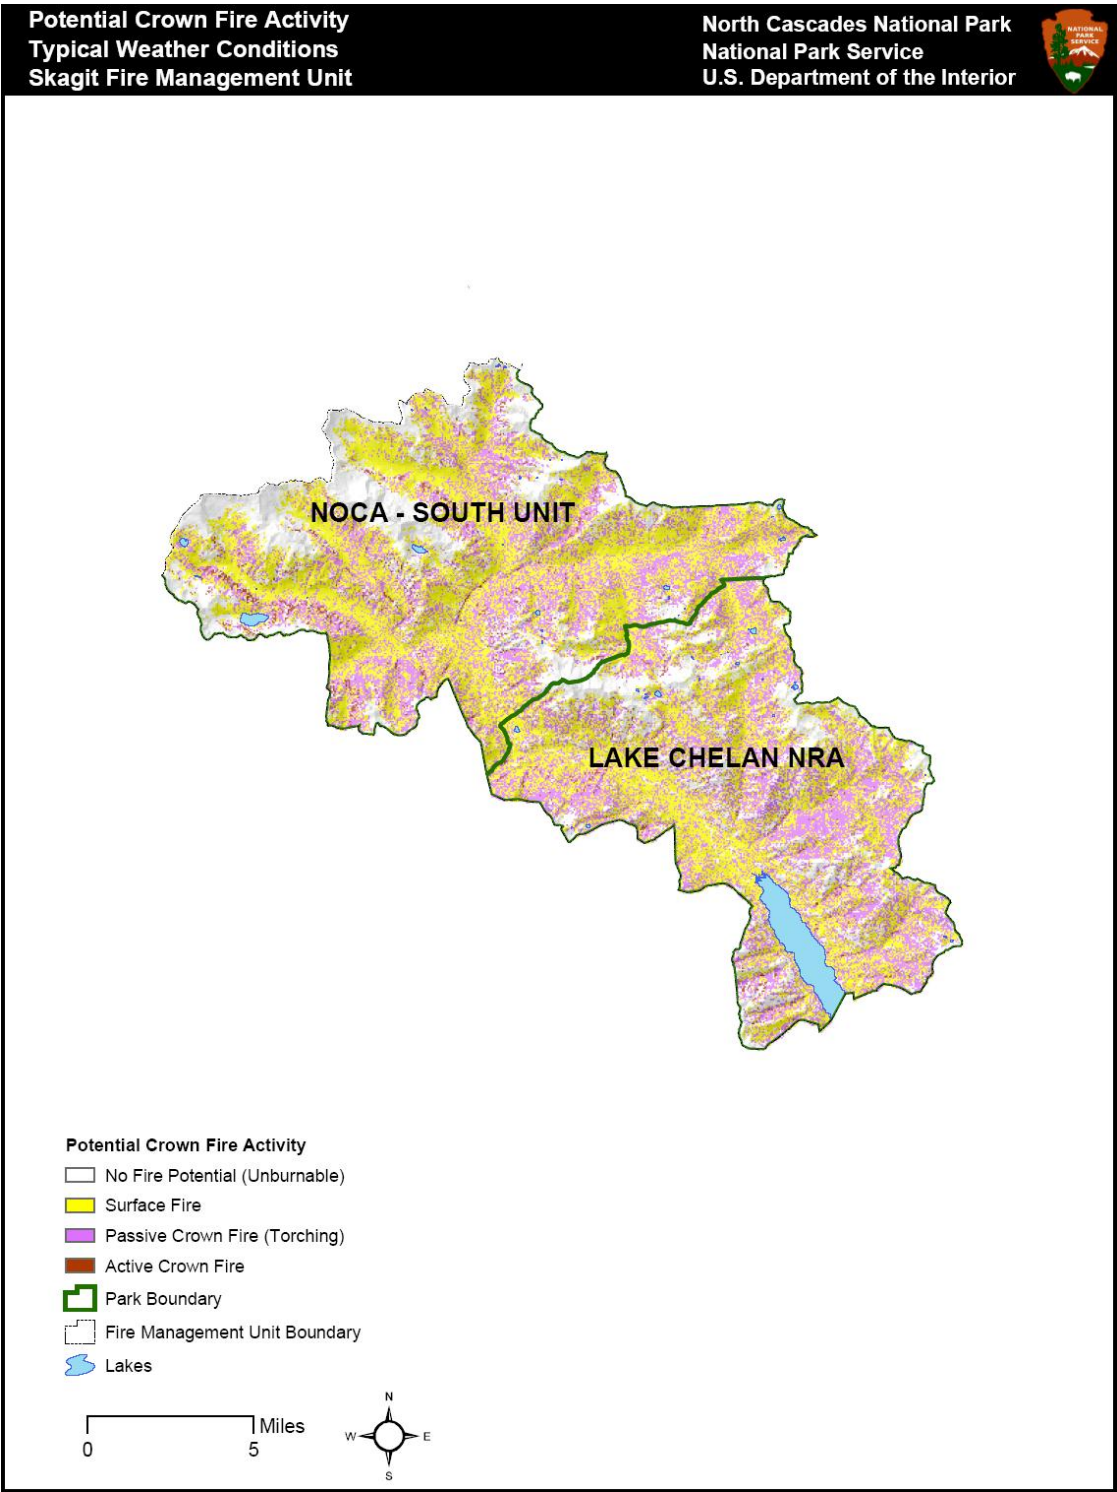 Potential Crown Fire Activity
Typical Weather Conditions
Skagit Fire Management Unit
North Cascades National Park
National Park Service
U.S. Department of the Interior
NATIONAL
PARK
SERVICE
NOCA - SOUTH UNIT
LAKE CHELAN NRA
Potential Crown Fire Activity
No Fire Potential (Unburnable)
Surface Fire
Passive Crown Fire (Torching)
Active Crown Fire
Park Boundary
Fire Management Unit Boundary
Lakes
Miles
0 5
N
W E
S